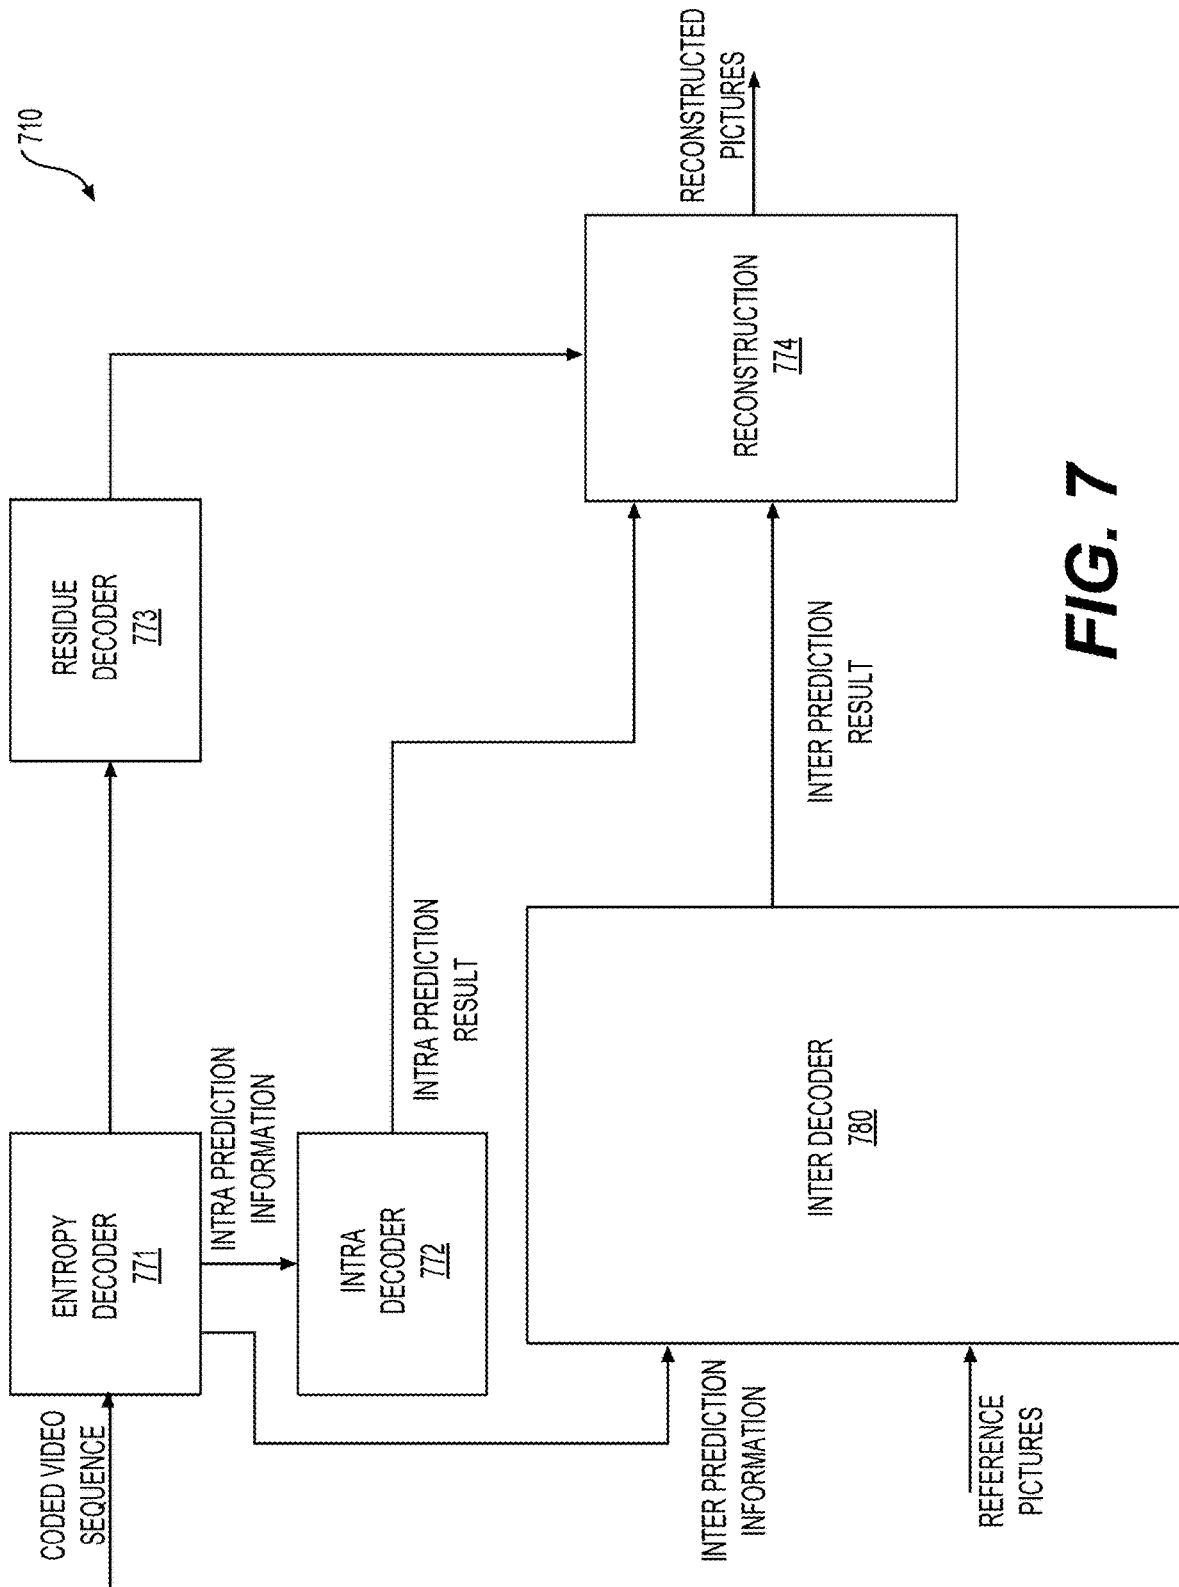 710
CODED VIDEO
SEQUENCE
ENTROPY
DECODER
771
RESIDUE
DECODER
773
INTRA PREDICTION
INFORMATION
INTRA
DECODER
772
INTRA PREDICTION
RESULT
RECONSTRUCTED
PICTURES
RECONSTRUCTION
774
INTER PREDICTION
INFORMATION
INTER DECODER
780
INTER PREDICTION
RESULT
REFERENCE
PICTURES
FIG. 7